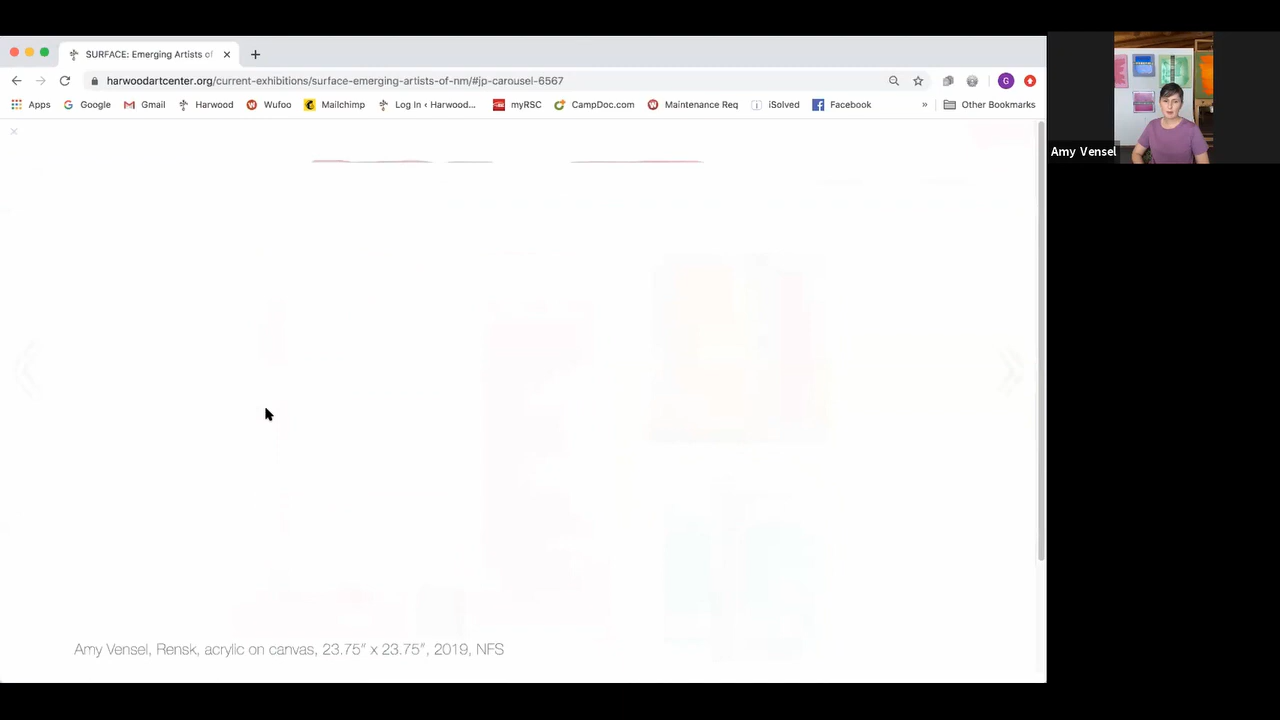 SURFACE: Emerging Artists of
harwoodartcenter.org/current-exhibitions/surface-emerging-artists-of-nm/#jp-carousel-6567
G
Apps Google Gmail Harwood Wufoo Mailchimp Log In ‹ Harwood... myRSC CampDoc.com Maintenance Req iSolved Facebook » Other Bookmarks
Amy Vensel
Amy Vensel, Rensk, acrylic on canvas, 23.75″ x 23.75″, 2019, NFS